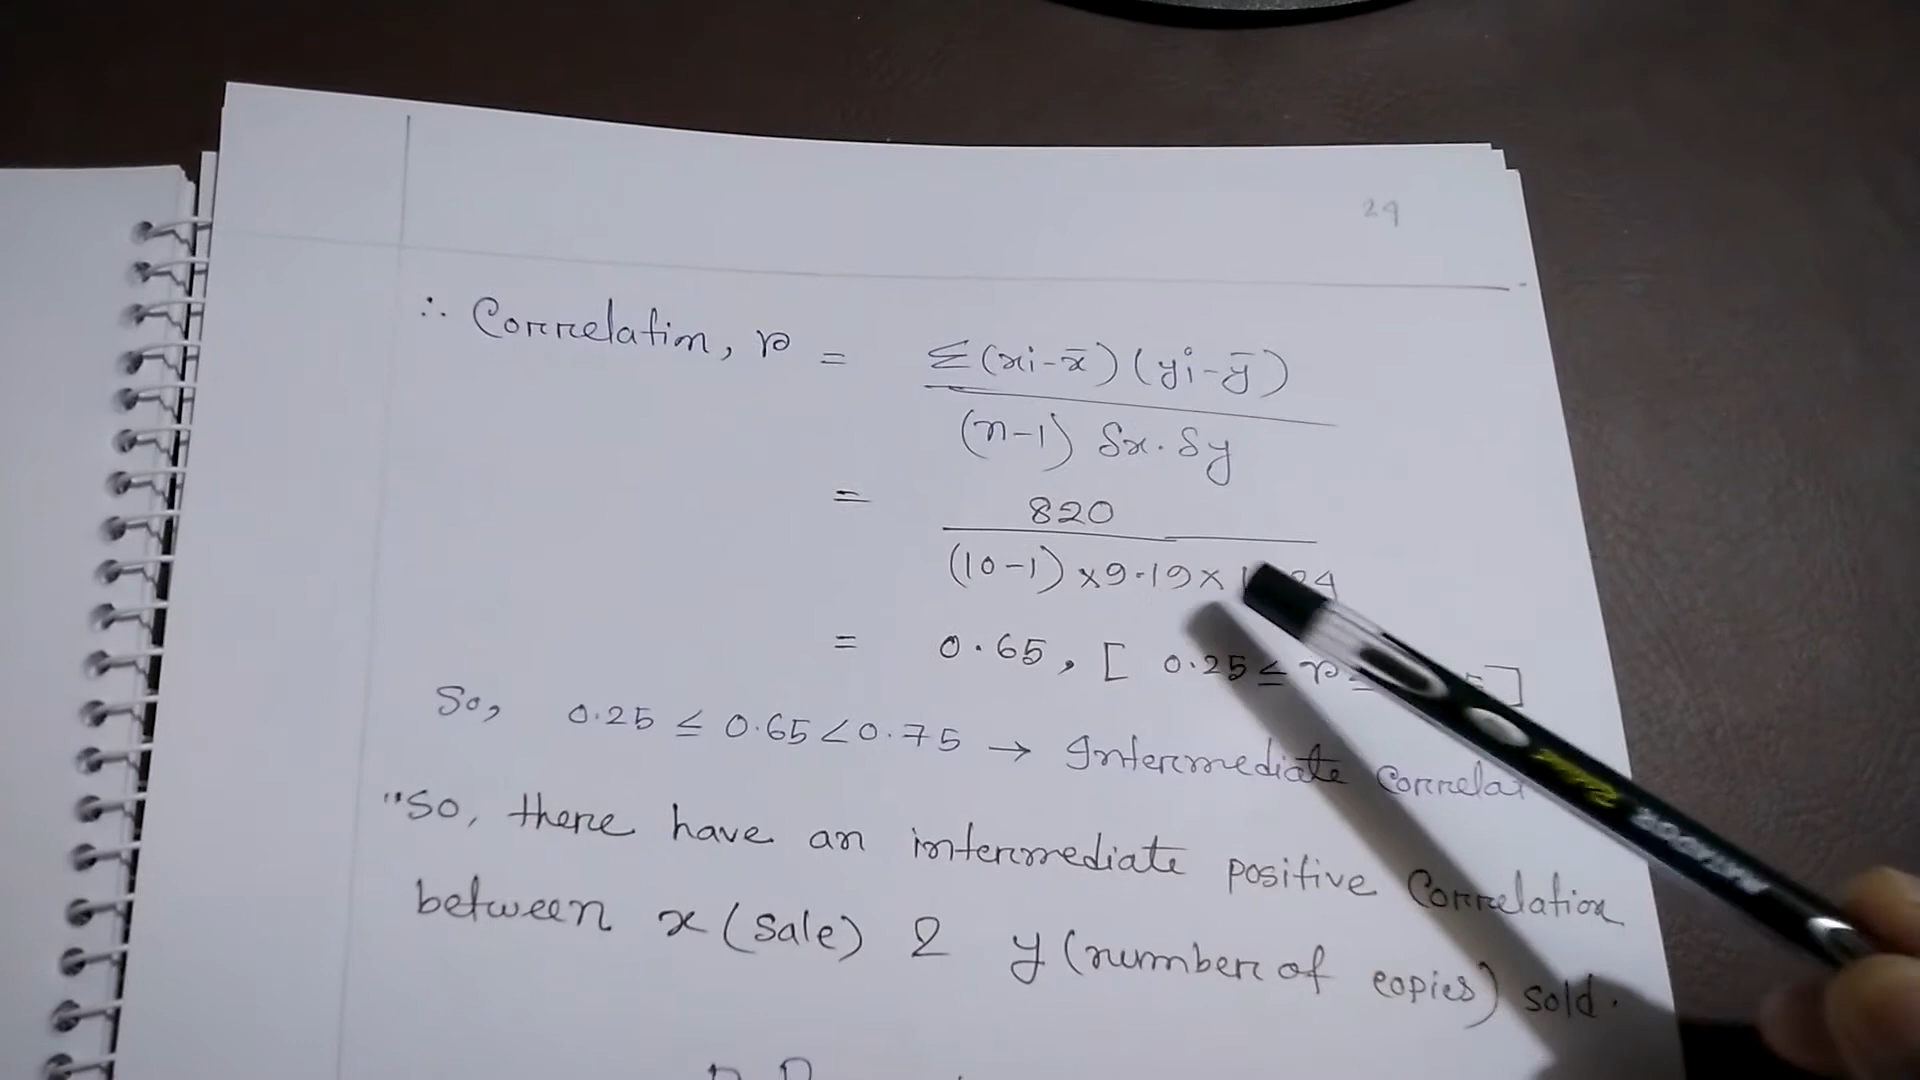 29
∴ Correlation, r = Σ(xi-x̄)(yi-ȳ)
(n-1) Sx.Sy
= 820
(10-1)×9.19×
= 0.65, [ 0.25≤ r≤ ]
So, 0.25 ≤ 0.65<0.75 → Intermediate
"So, there have an intermediate positive Correlation
between x(sale) & y(number of copies) sold.
MATADOR